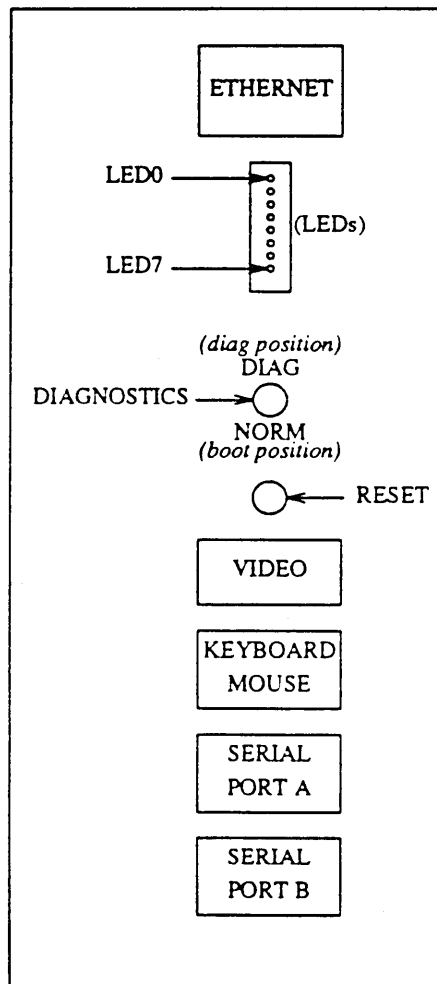 ETHERNET
LED0
(LEDs)
LED7
(diag position)
DIAG
DIAGNOSTICS
NORM
(boot position)
RESET
VIDEO
KEYBOARD
MOUSE
SERIAL
PORT A
SERIAL
PORT B